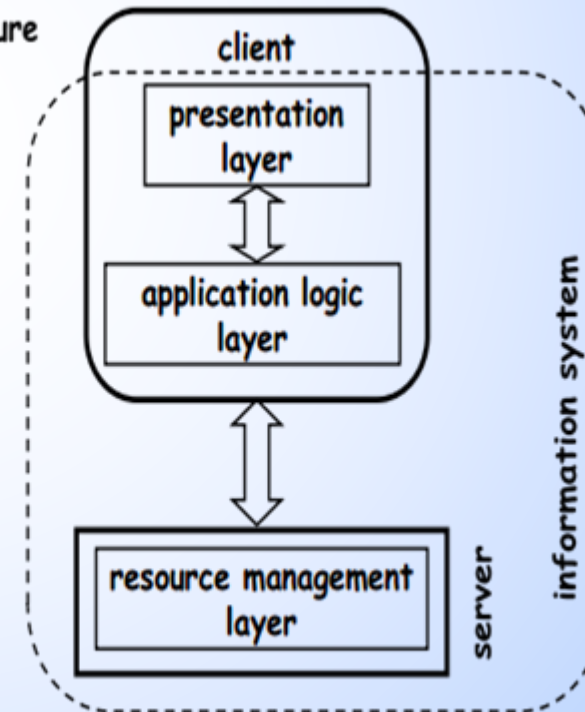 ure
client
presentation
layer
application logic
layer
resource management
layer
server
information system